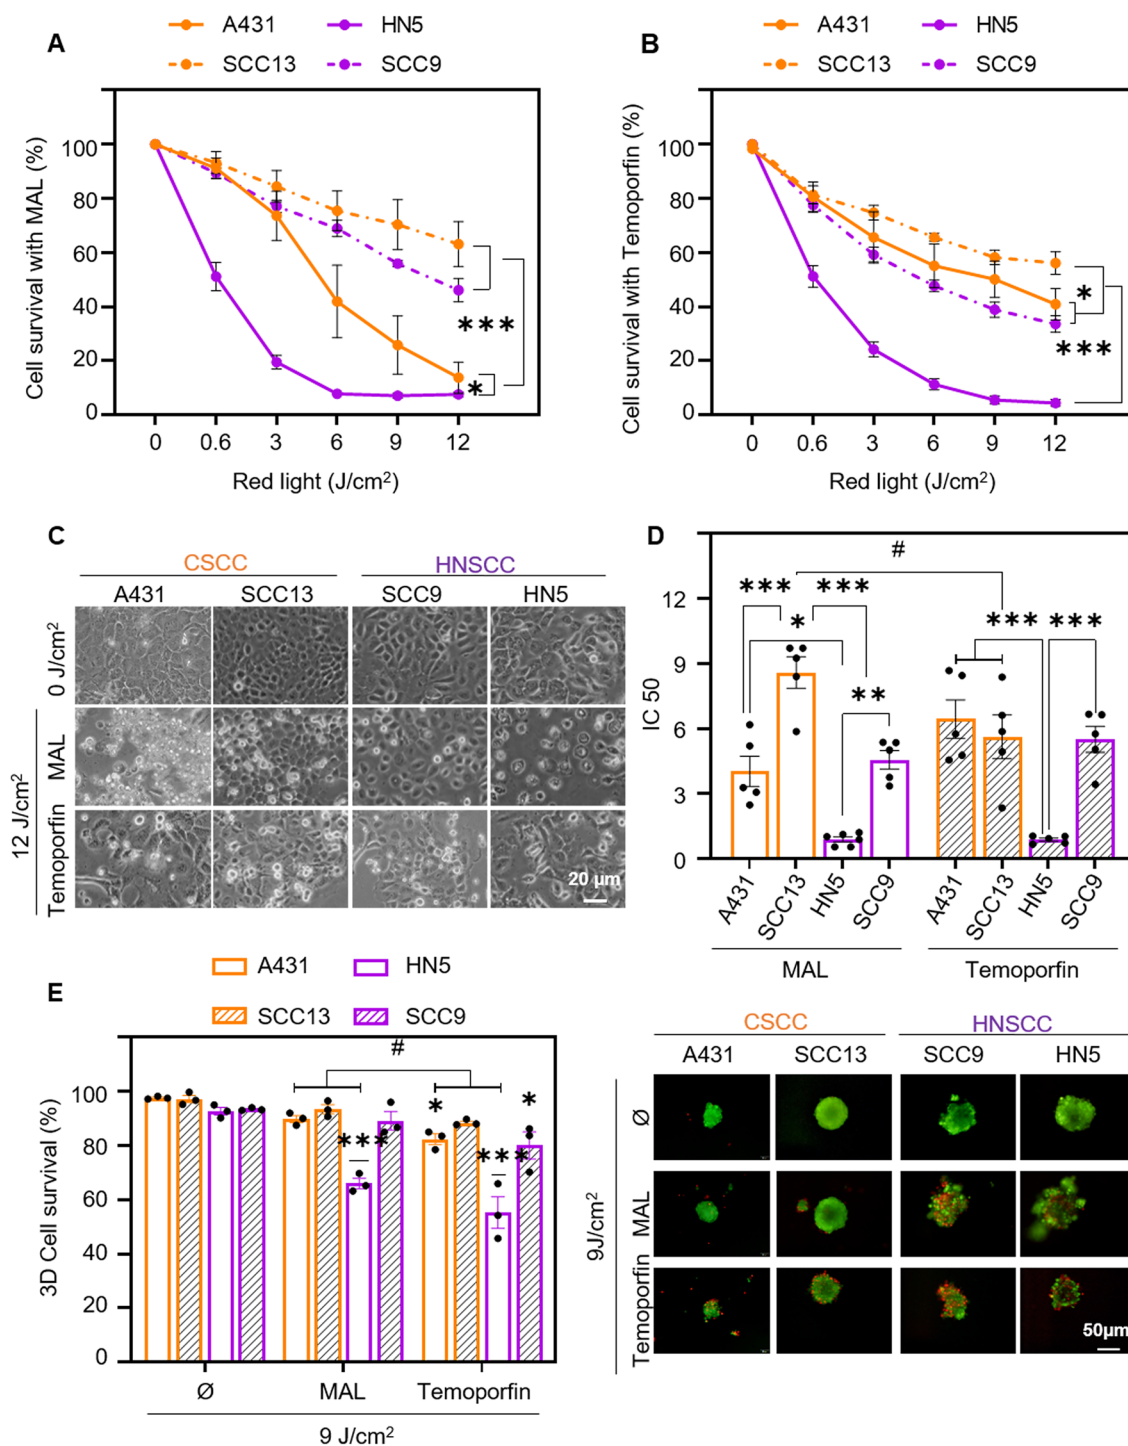 A
A431
HN5
SCC13
SCC9
Cell survival with MAL (%)
100
80
60
40
20
0
***
*
0 0.6 3 6 9 12
Red light (J/cm²)
B
A431
HN5
SCC13
SCC9
Cell survival with Temoporfin (%)
100
80
60
40
20
0
*
***
0 0.6 3 6 9 12
Red light (J/cm²)
C
CSCC HNSCC
A431 SCC13 SCC9 HN5
0 J/cm²
12 J/cm²
MAL
Temoporfin
20 µm
D
#
*** *** * ** *** ***
IC 50
12
9
6
3
0
A431 SCC13 HN5 SCC9 A431 SCC13 HN5 SCC9
MAL Temoporfin
E
A431 HN5
SCC13 SCC9
#
3D Cell survival (%)
100
80
60
40
20
0
*** * *** *
Ø MAL Temoporfin
9 J/cm²
CSCC HNSCC
A431 SCC13 SCC9 HN5
9J/cm²
Ø
MAL
Temoporfin
50µm